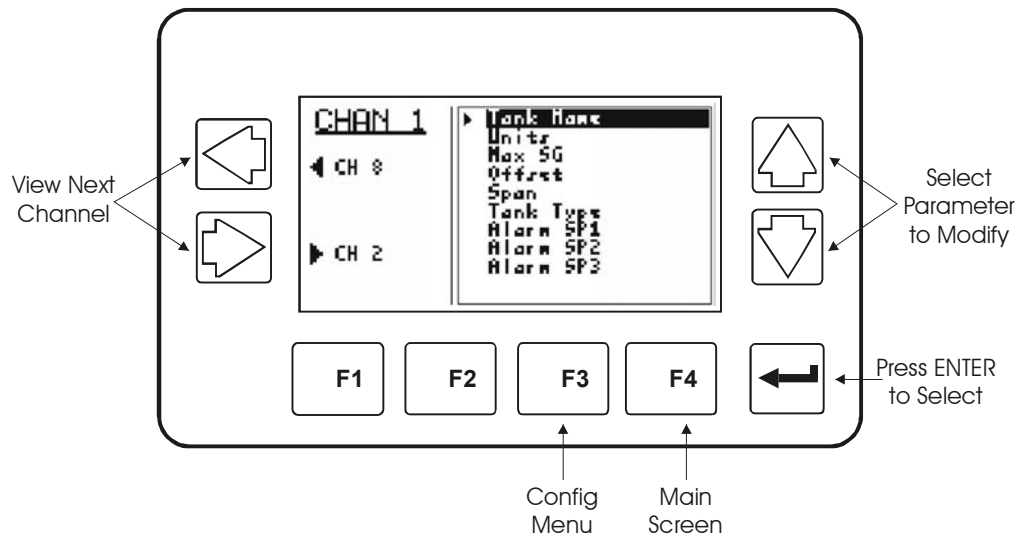 CHAN 1
◄ CH 8
► CH 2
► Tank Name
Units
Max SG
Offset
Span
Tank Type
Alarm SP1
Alarm SP2
Alarm SP3
View Next
Channel
Select
Parameter
to Modify
F1
F2
F3
F4
Press ENTER
to Select
Config
Menu
Main
Screen